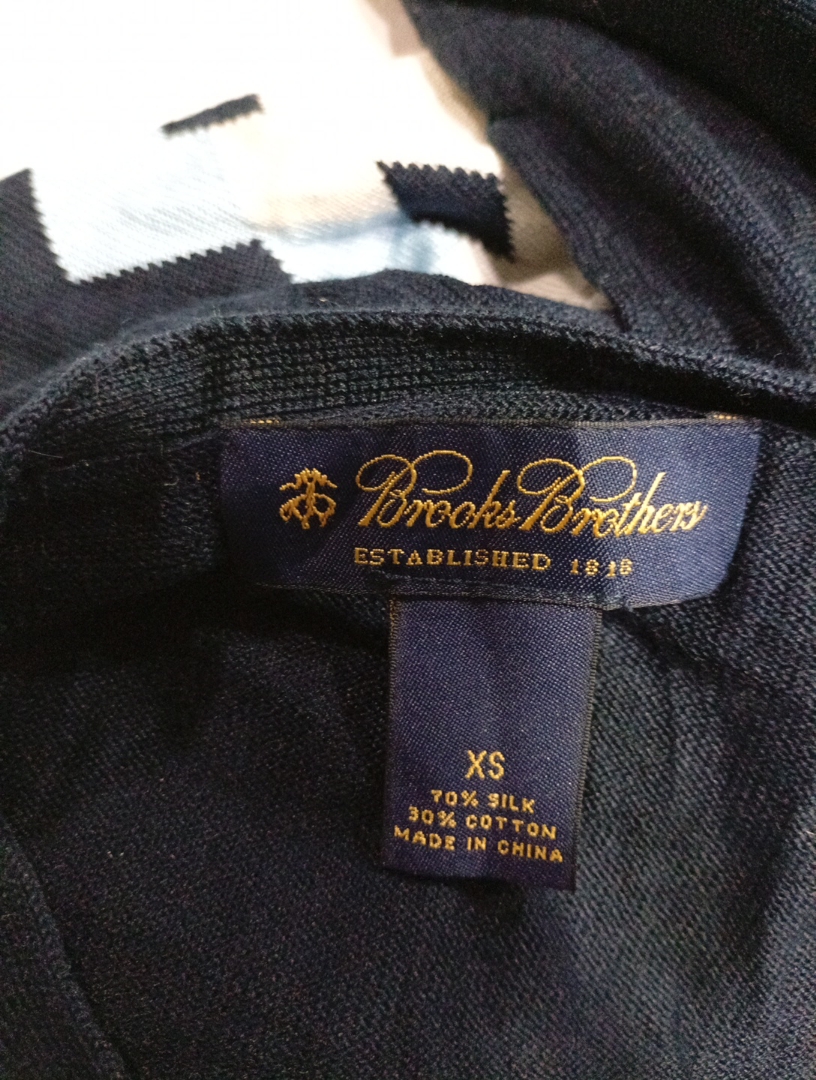 Brooks Brothers
ESTABLISHED 1818
XS
70% SILK
30% COTTON
MADE IN CHINA